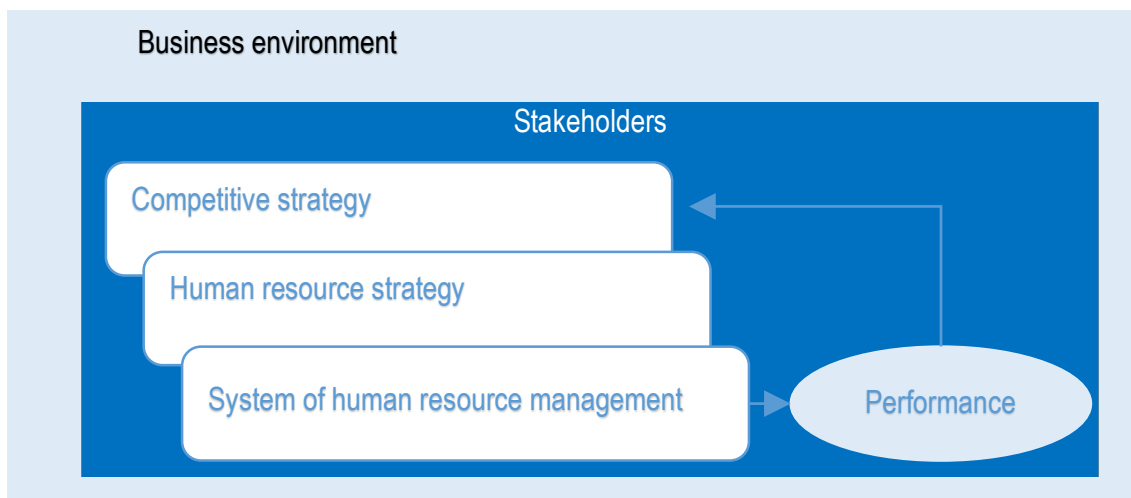 Business environment
Stakeholders
Competitive strategy
Human resource strategy
System of human resource management
Performance